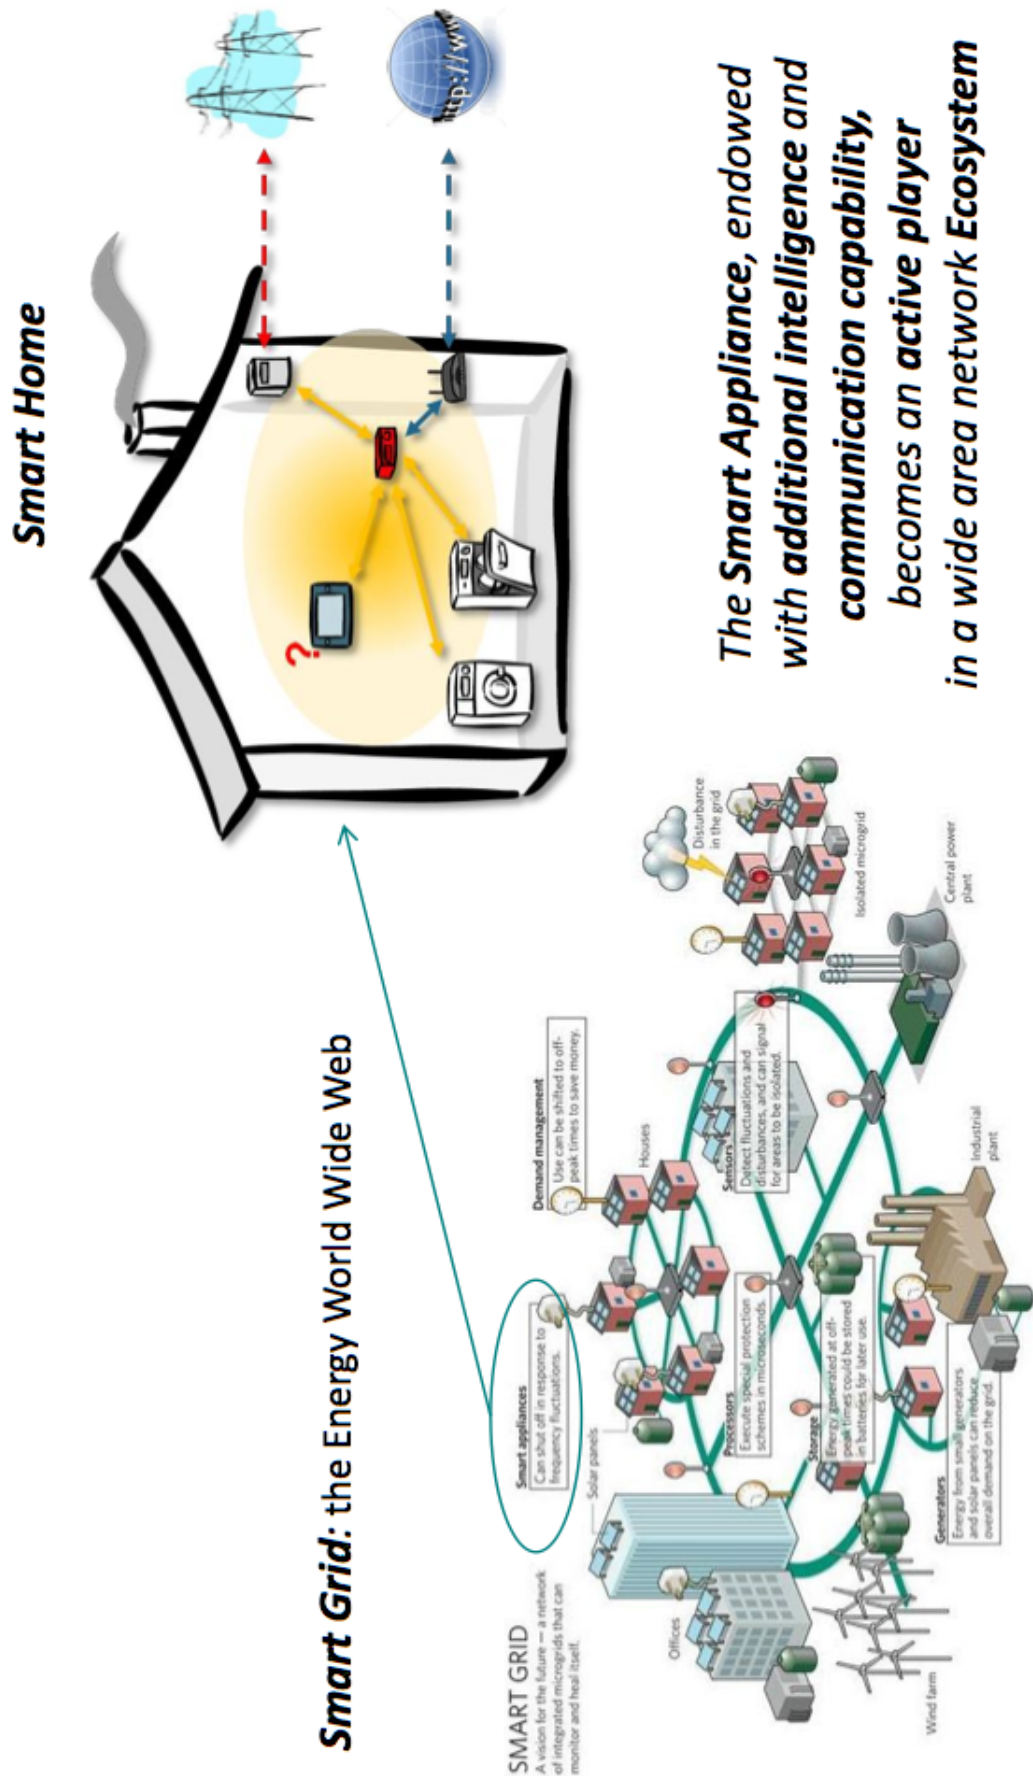 Smart Grid: the Energy World Wide Web
SMART GRID
A vision for the future — a network
of integrated microgrids that can
monitor and heal itself.
Smart appliances
Can shut off in response to
frequency fluctuations.
Demand management
Use can be shifted to off-
peak times to save money.
Solar panels
Houses
Offices
Processors
Execute special protection
schemes in microseconds.
Sensors
Detect fluctuations and
disturbances, and can signal
for areas to be isolated.
Storage
Energy generated at off-
peak times could be stored
in batteries for later use.
Generators
Energy from small generators
and solar panels can reduce
overall demand on the grid.
Wind farm
Industrial
plant
Central power
plant
Isolated microgrid
Disturbance
in the grid
Smart Home
?
http://ww
The Smart Appliance, endowed
with additional intelligence and
communication capability,
becomes an active player
in a wide area network Ecosystem